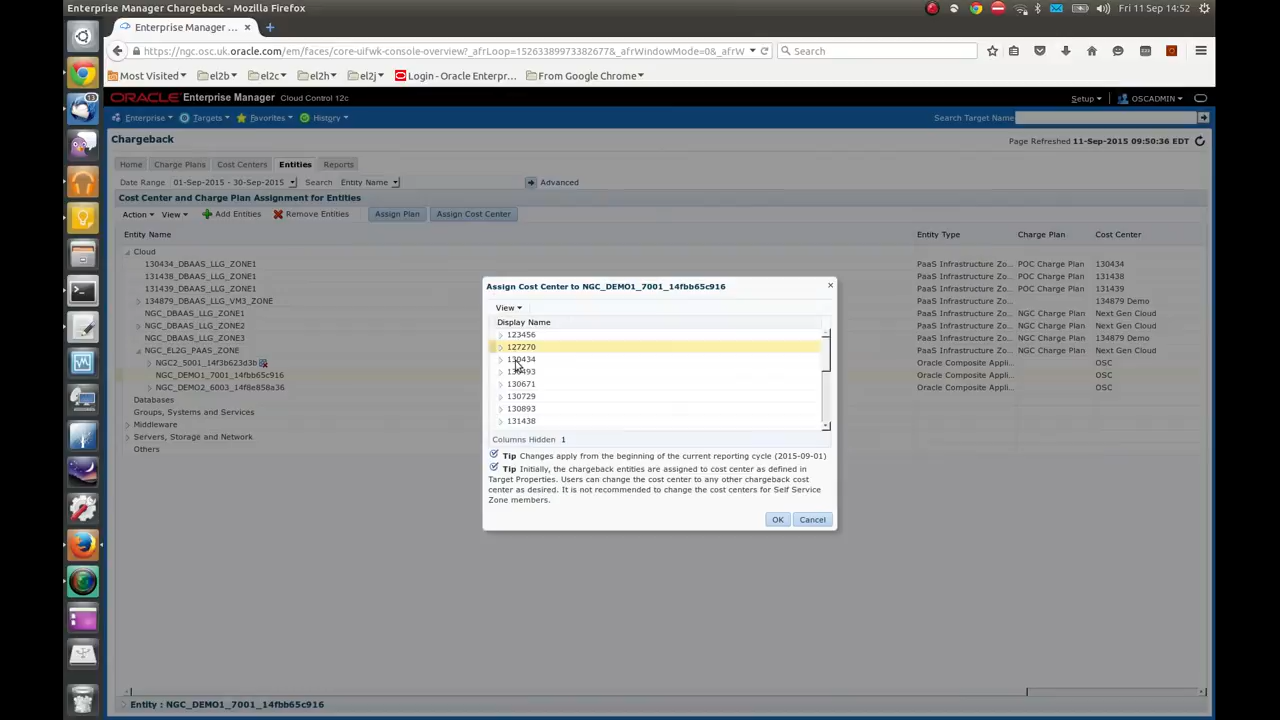 Enterprise Manager Chargeback - Mozilla Firefox
Fri 11 Sep 14:52
Enterprise Manager ...
https://ngc.osc.uk.oracle.com/em/faces/core-uifwk-console-overview?_afrLoop=1526338997338267​7&_afrWindowMode=0&_afrW
Search
Most Visited
el2b
el2c
el2h
el2j
Login - Oracle Enterpr...
From Google Chrome
ORACLE Enterprise Manager Cloud Control 12c
Setup
OSCADMIN
Enterprise
Targets
Favorites
History
Search Target Name
Chargeback
Page Refreshed 11-Sep-2015 09:50:36 EDT
Home
Charge Plans
Cost Centers
Entities
Reports
Date Range 01-Sep-2015 - 30-Sep-2015
Search Entity Name
Advanced
Cost Center and Charge Plan Assignment for Entities
Action
View
Add Entities
Remove Entities
Assign Plan
Assign Cost Center
Entity Name Entity Type Charge Plan Cost Center
Cloud
130434_DBAAS_LLG_ZONE1 PaaS Infrastructure Zo... POC Charge Plan 130434
131438_DBAAS_LLG_ZONE1 PaaS Infrastructure Zo... POC Charge Plan 131438
131439_DBAAS_LLG_ZONE1 PaaS Infrastructure Zo... POC Charge Plan 131439
134879_DBAAS_LLG_VM3_ZONE PaaS Infrastructure Zo... 134879 Demo
NGC_DBAAS_LLG_ZONE1 PaaS Infrastructure Zo... NGC Charge Plan Next Gen Cloud
NGC_DBAAS_LLG_ZONE2 PaaS Infrastructure Zo... NGC Charge Plan Next Gen Cloud
NGC_DBAAS_LLG_ZONE3 PaaS Infrastructure Zo... NGC Charge Plan 134879 Demo
NGC_EL2G_PAAS_ZONE PaaS Infrastructure Zo... NGC Charge Plan Next Gen Cloud
NGC2_5001_14f3b623d3b Oracle Composite Appli... OSC
NGC_DEMO1_7001_14fbb65c916 Oracle Composite Appli... OSC
NGC_DEMO2_6003_14f8e858a36 Oracle Composite Appli... OSC
Databases
Groups, Systems and Services
Middleware
Servers, Storage and Network
Others
Assign Cost Center to NGC_DEMO1_7001_14fbb65c916
View
Display Name
123456
127270
130434
130671
130729
130893
131438
Columns Hidden 1
Tip Changes apply from the beginning of the current reporting cycle (2015-09-01)
Tip Initially, the chargeback entities are assigned to cost center as defined in
Target Properties. Users can change the cost center to any other chargeback cost
center as desired. It is not recommended to change the cost centers for Self Service
Zone members.
OK
Cancel
Entity : NGC_DEMO1_7001_14fbb65c916